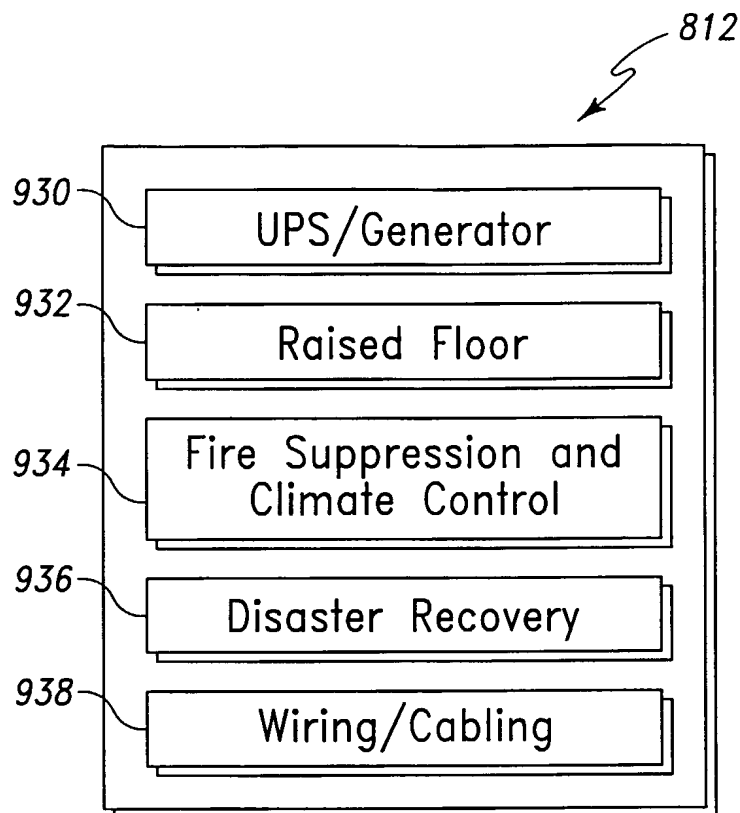 812
930
UPS/Generator
932
Raised Floor
934
Fire Suppression and
Climate Control
936
Disaster Recovery
938
Wiring/Cabling